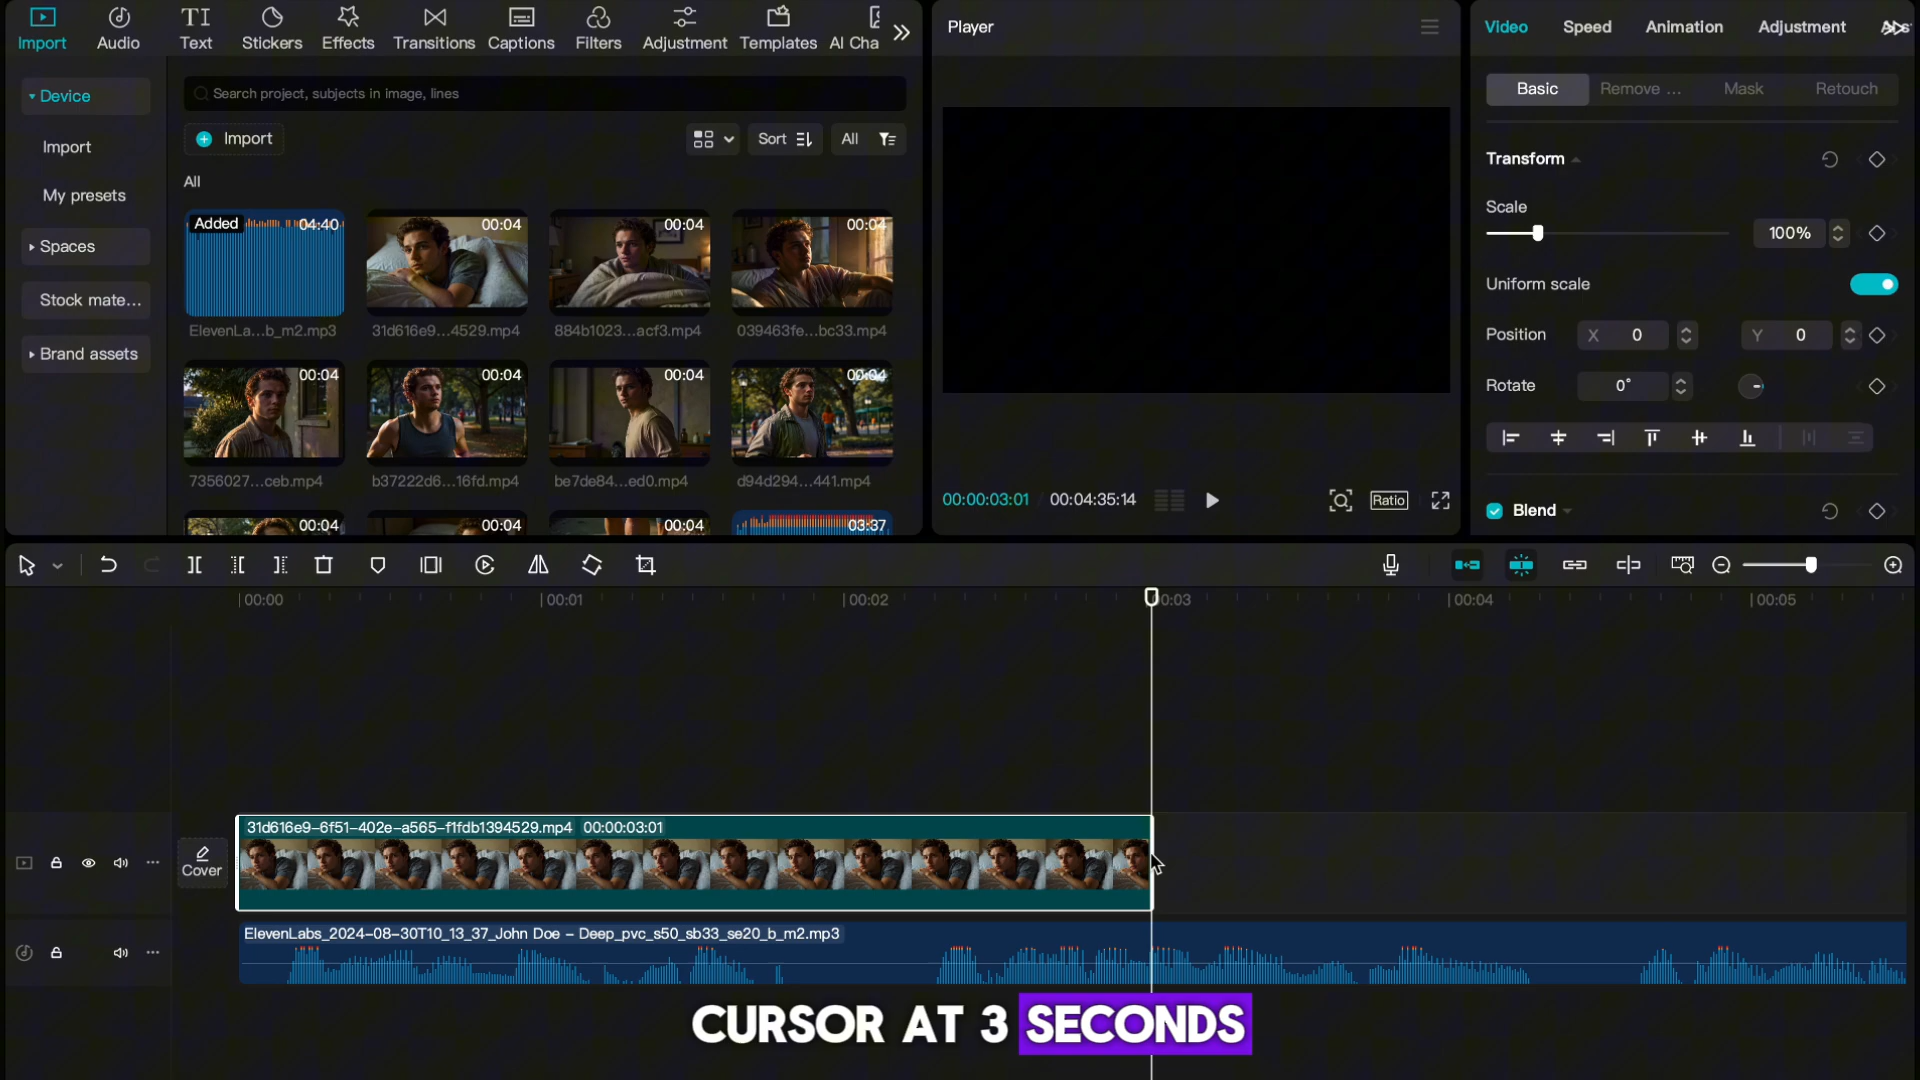 Import
Audio
Text
Stickers
Effects
Transitions
Captions
Filters
Adjustment
Templates
AI Cha
Device
Import
My presets
Spaces
Stock mate...
Brand assets
Search project, subjects in image, lines
Import
Sort
All
All
Added
04:40
00:04
00:04
00:04
ElevenLa...b_m2.mp3
31d616e9...4529.mp4
884b1023...acf3.mp4
039463fe...bc33.mp4
00:04
00:04
00:04
00:04
7356027...ceb.mp4
b37222d6...16fd.mp4
be7de84...ed0.mp4
d94d294...441.mp4
00:04
00:04
00:04
03:37
Player
00:00:03:01
00:04:35:14
Ratio
Video
Speed
Animation
Adjustment
Basic
Remove ...
Mask
Retouch
Transform
Scale
100%
Uniform scale
Position
X 0
Y 0
Rotate
0°
Blend
00:00
00:01
00:02
00:03
00:04
00:05
Cover
31d616e9-6f51-402e-a565-f1fdb1394529.mp4 00:00:03:01
ElevenLabs_2024-08-30T10_13_37_John Doe – Deep_pvc_s50_sb33_se20_b_m2.mp3
CURSOR AT 3 SECONDS